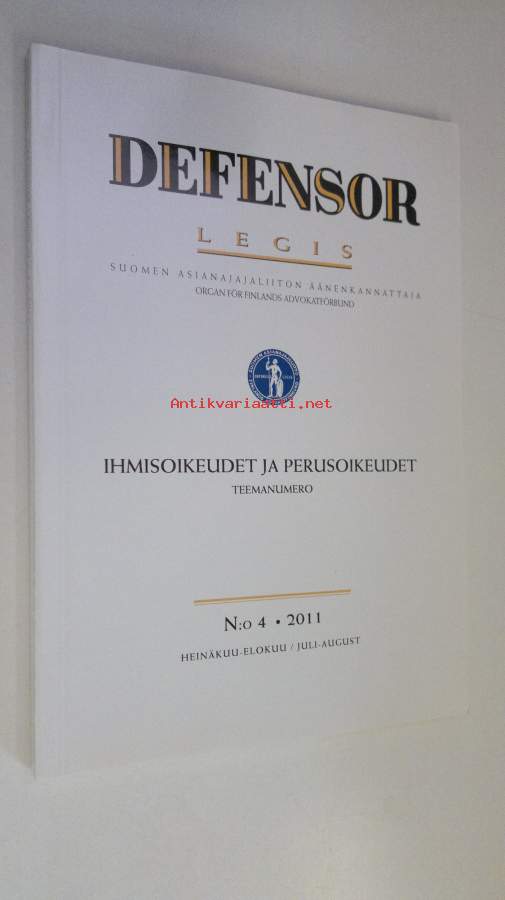 DEFENSOR
LEGIS
SUOMEN ASIANAJAJALIITON ÄÄNENKANNATTAJA
ORGAN FÖR FINLANDS ADVOKATFÖRBUND
Antikvariaatti.net
IHMISOIKEUDET JA PERUSOIKEUDET
TEEMANUMERO
N:o 4 • 2011
HEINÄKUU-ELOKUU / JULI-AUGUST